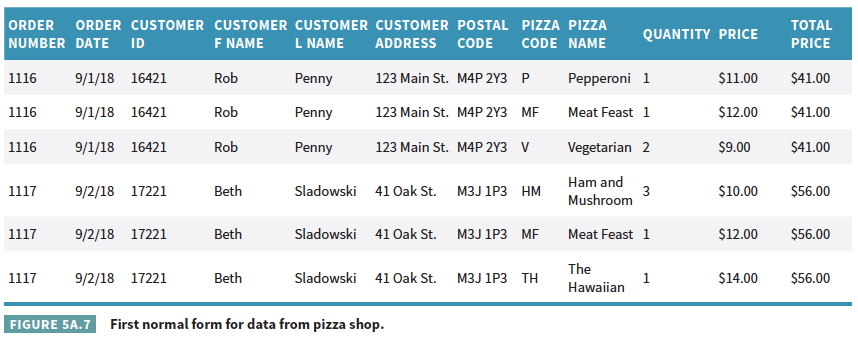 ORDER NUMBER ORDER DATE CUSTOMER ID CUSTOMER F NAME CUSTOMER L NAME CUSTOMER ADDRESS POSTAL CODE PIZZA CODE PIZZA NAME QUANTITY PRICE TOTAL PRICE
1116 9/1/18 16421 Rob Penny 123 Main St. M4P 2Y3 P Pepperoni 1 $11.00 $41.00
1116 9/1/18 16421 Rob Penny 123 Main St. M4P 2Y3 MF Meat Feast 1 $12.00 $41.00
1116 9/1/18 16421 Rob Penny 123 Main St. M4P 2Y3 V Vegetarian 2 $9.00 $41.00
1117 9/2/18 17221 Beth Sladowski 41 Oak St. M3J 1P3 HM Ham and Mushroom 3 $10.00 $56.00
1117 9/2/18 17221 Beth Sladowski 41 Oak St. M3J 1P3 MF Meat Feast 1 $12.00 $56.00
1117 9/2/18 17221 Beth Sladowski 41 Oak St. M3J 1P3 TH The Hawaiian 1 $14.00 $56.00
FIGURE 5A.7 First normal form for data from pizza shop.